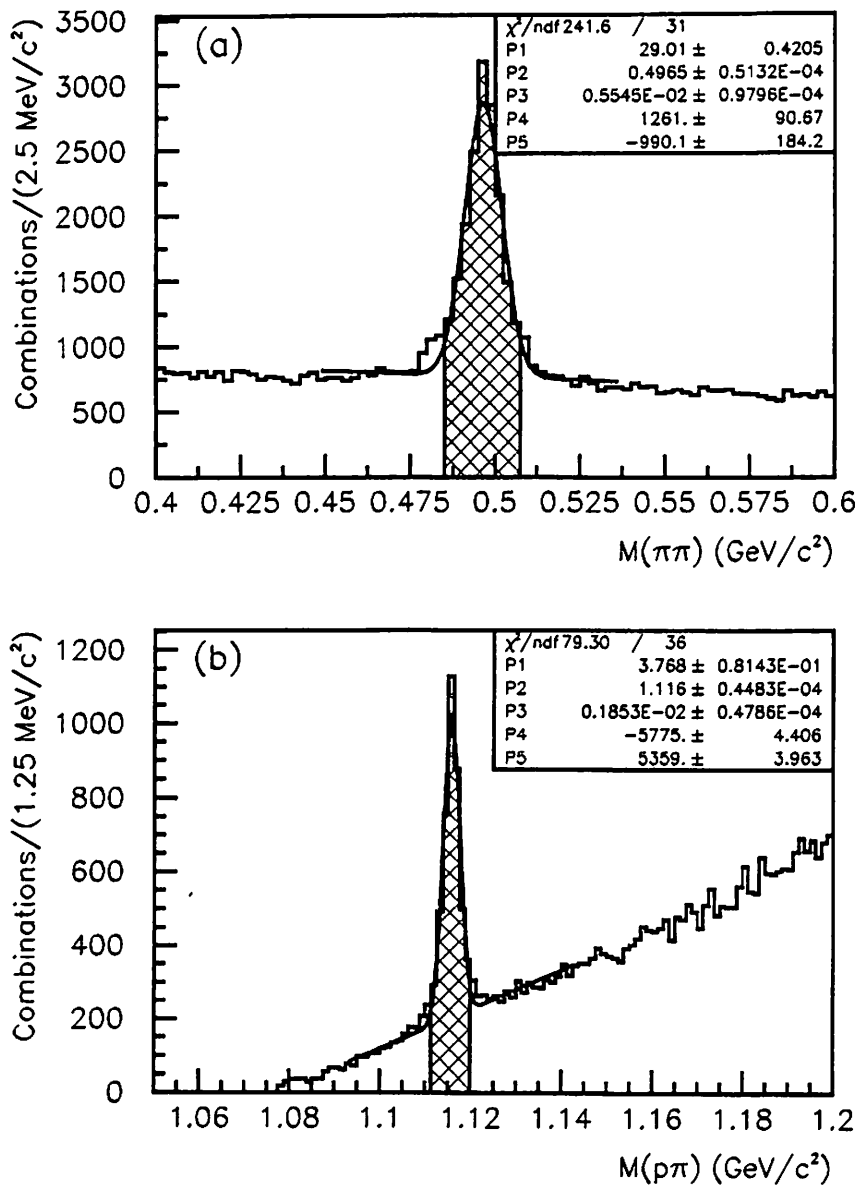 (a)
χ²/ndf 241.6 / 31
P1 29.01 ± 0.4205
P2 0.4965 ± 0.5132E-04
P3 0.5545E-02 ± 0.9796E-04
P4 1261. ± 90.67
P5 -990.1 ± 184.2
Combinations/(2.5 MeV/c²)
3500
3000
2500
2000
1500
1000
500
0
0.4 0.425 0.45 0.475 0.5 0.525 0.55 0.575 0.6
M(ππ) (GeV/c²)
(b)
χ²/ndf 79.30 / 36
P1 3.768 ± 0.8143E-01
P2 1.116 ± 0.4483E-04
P3 0.1853E-02 ± 0.4786E-04
P4 -5775. ± 4.406
P5 5359. ± 3.963
Combinations/(1.25 MeV/c²)
1200
1000
800
600
400
200
0
1.06 1.08 1.1 1.12 1.14 1.16 1.18 1.2
M(pπ) (GeV/c²)